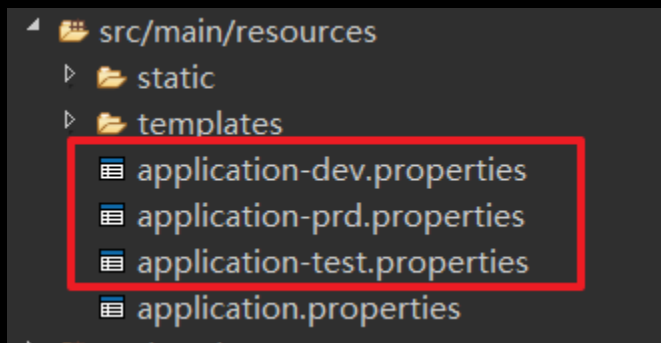 src/main/resources
static
templates
application-dev.properties
application-prd.properties
application-test.properties
application.properties